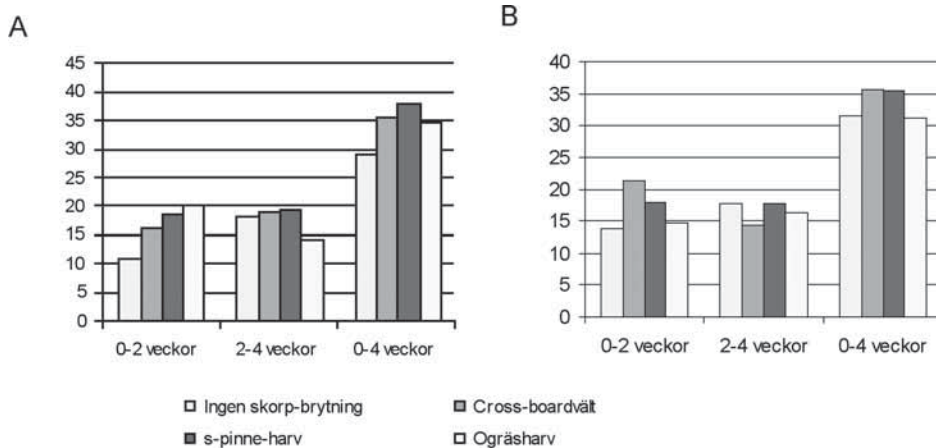 A
B
45
40
35
30
25
20
15
10
5
0
0-2 veckor
2-4 veckor
0-4 veckor
40
35
30
25
20
15
10
5
0
0-2 veckor
2-4 veckor
0-4 veckor
Ingen skorp-brytning
Cross-boardvält
s-pinne-harv
Ogräsharv